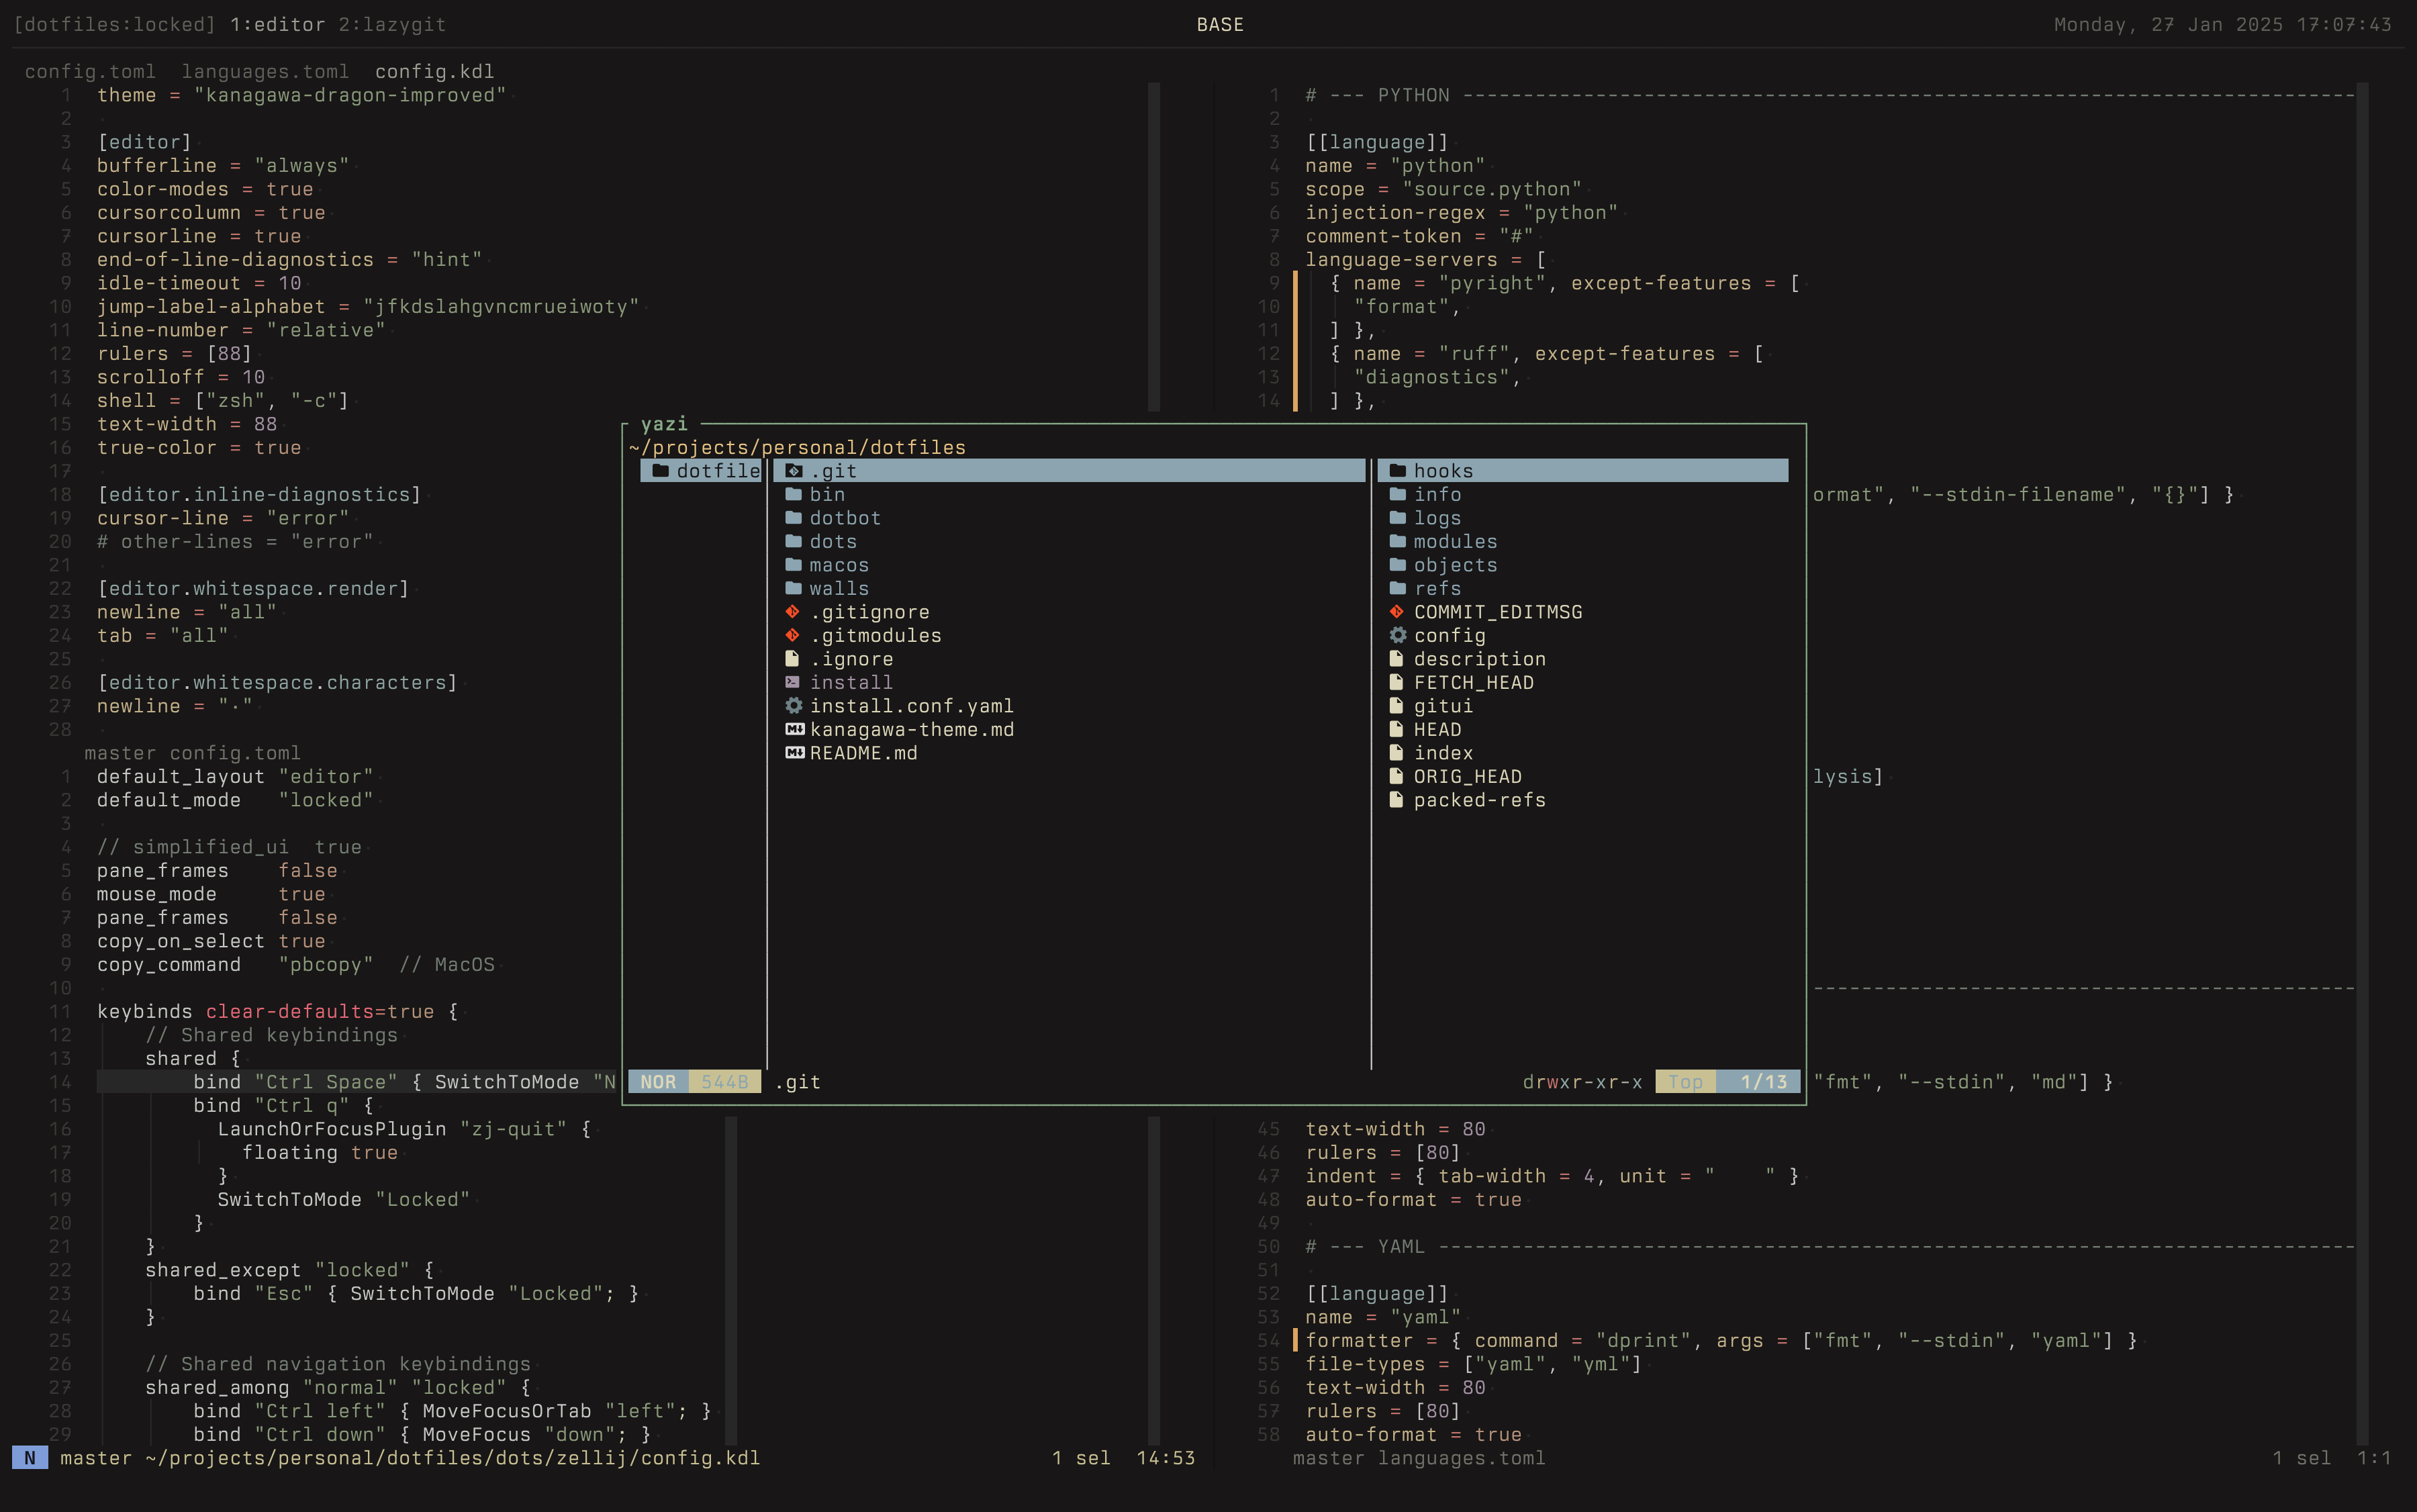 [dotfiles:locked] 1:editor 2:lazygit
BASE
Monday, 27 Jan 2025 17:07:43
config.toml languages.toml config.kdl
1 theme = "kanagawa-dragon-improved"
2
3 [editor]
4 bufferline = "always"
5 color-modes = true
6 cursorcolumn = true
7 cursorline = true
8 end-of-line-diagnostics = "hint"
9 idle-timeout = 10
10 jump-label-alphabet = "jfkdslahgvncmrueiwoty"
11 line-number = "relative"
12 rulers = [88]
13 scrolloff = 10
14 shell = ["zsh", "-c"]
15 text-width = 88
16 true-color = true
17
18 [editor.inline-diagnostics]
19 cursor-line = "error"
20 # other-lines = "error"
21
22 [editor.whitespace.render]
23 newline = "all"
24 tab = "all"
25
26 [editor.whitespace.characters]
27 newline = "·"
28
master config.toml
1 default_layout "editor"
2 default_mode   "locked"
3
4 // simplified_ui  true
5 pane_frames    false
6 mouse_mode     true
7 pane_frames    false
8 copy_on_select true
9 copy_command   "pbcopy"  // MacOS
10
11 keybinds clear-defaults=true {
12     // Shared keybindings
13     shared {
14         bind "Ctrl Space" { SwitchToMode "N
15         bind "Ctrl q" {
16           LaunchOrFocusPlugin "zj-quit" {
17             floating true
18           }
19           SwitchToMode "Locked"
20         }
21     }
22     shared_except "locked" {
23         bind "Esc" { SwitchToMode "Locked"; }
24     }
25
26     // Shared navigation keybindings
27     shared_among "normal" "locked" {
28         bind "Ctrl left" { MoveFocusOrTab "left"; }
29         bind "Ctrl down" { MoveFocus "down"; }
N master ~/projects/personal/dotfiles/dots/zellij/config.kdl 1 sel 14:53
yazi
~/projects/personal/dotfiles
dotfile
.git
bin
dotbot
dots
macos
walls
.gitignore
.gitmodules
.ignore
install
install.conf.yaml
kanagawa-theme.md
README.md
hooks
info
logs
modules
objects
refs
COMMIT_EDITMSG
config
description
FETCH_HEAD
gitui
HEAD
index
ORIG_HEAD
packed-refs
NOR 544B .git drwxr-xr-x Top 1/13
1 # --- PYTHON --------------------------------------------------------------------------
2
3 [[language]]
4 name = "python"
5 scope = "source.python"
6 injection-regex = "python"
7 comment-token = "#"
8 language-servers = [
9   { name = "pyright", except-features = [
10     "format",
11   ] },
12   { name = "ruff", except-features = [
13     "diagnostics",
14   ] },
ormat", "--stdin-filename", "{}"] }
lysis]
---------------------------------------------
"fmt", "--stdin", "md"] }
45 text-width = 80
46 rulers = [80]
47 indent = { tab-width = 4, unit = "    " }
48 auto-format = true
49
50 # --- YAML ----------------------------------------------------------------------------
51
52 [[language]]
53 name = "yaml"
54 formatter = { command = "dprint", args = ["fmt", "--stdin", "yaml"] }
55 file-types = ["yaml", "yml"]
56 text-width = 80
57 rulers = [80]
58 auto-format = true
master languages.toml 1 sel 1:1